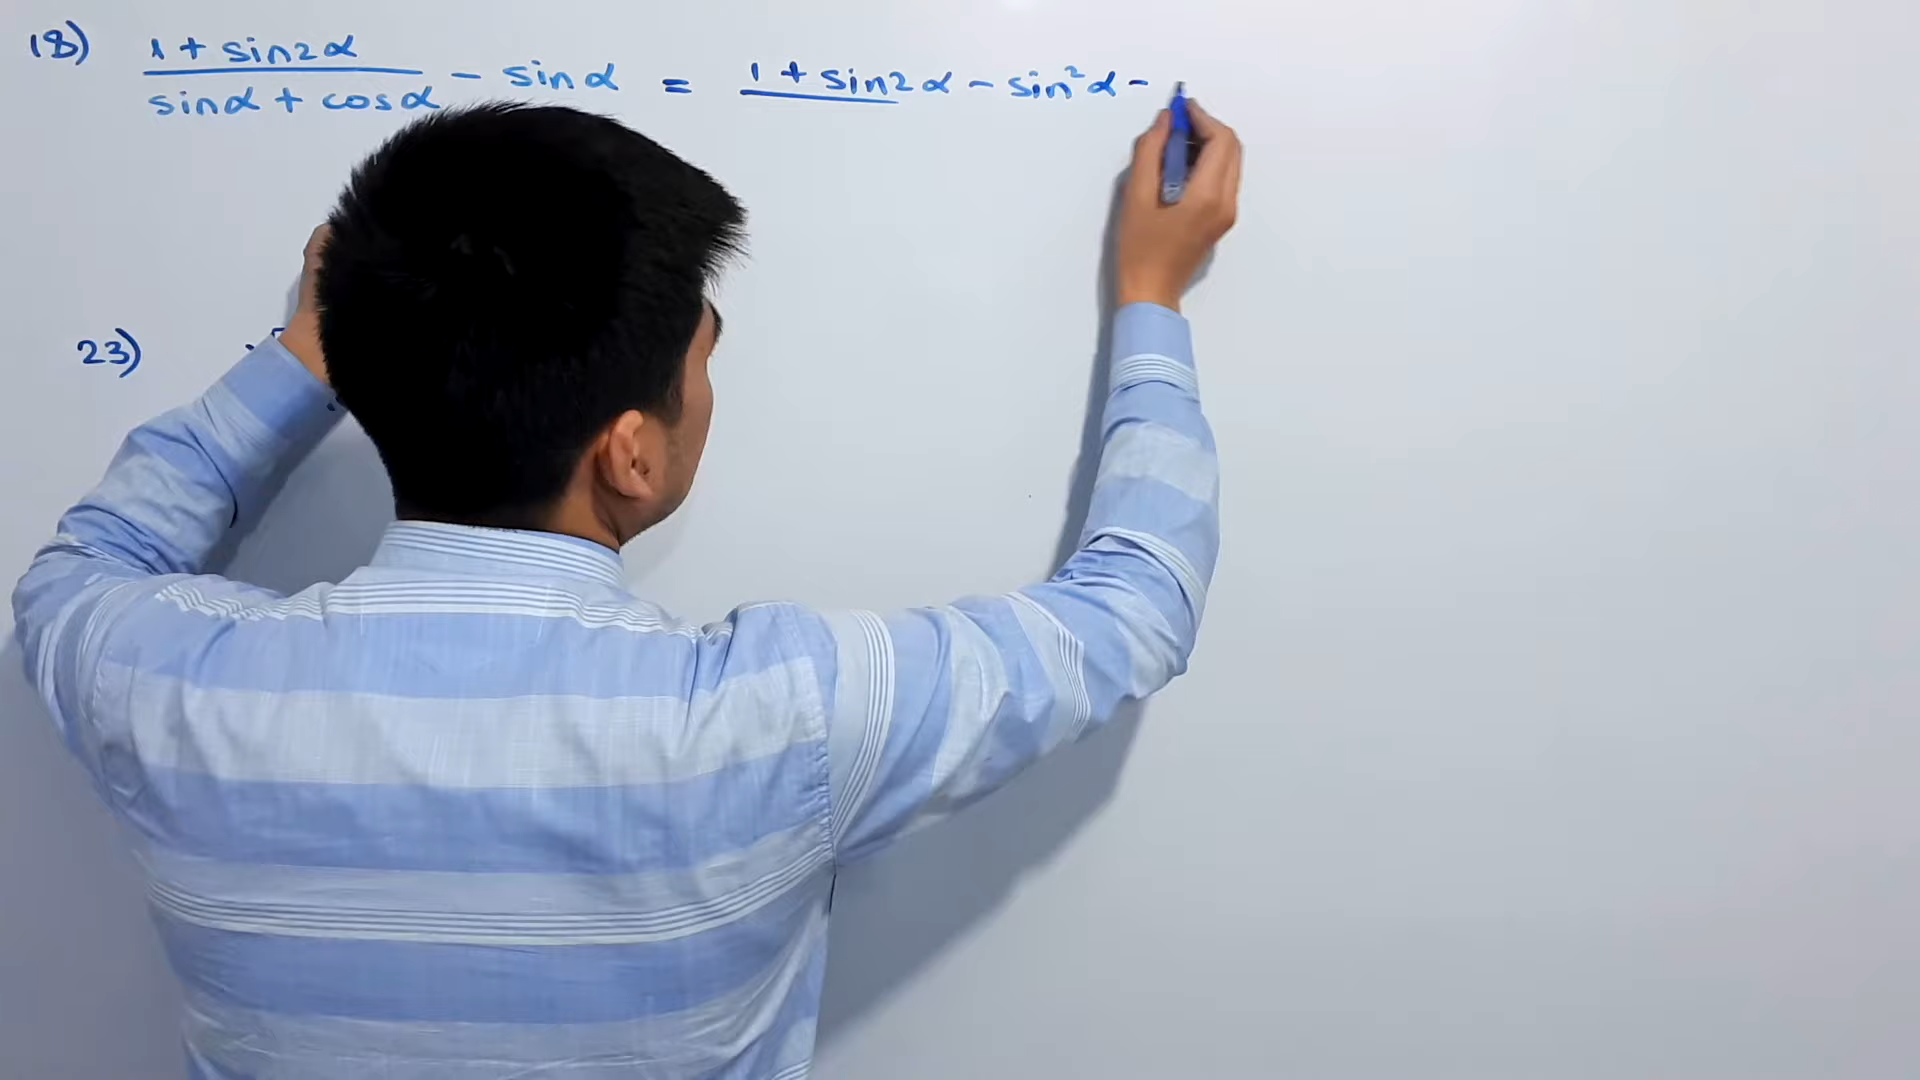 18) (1 + sin2α)/(sinα + cosα) - sinα = 1 + sin2α - sin²α -
23)